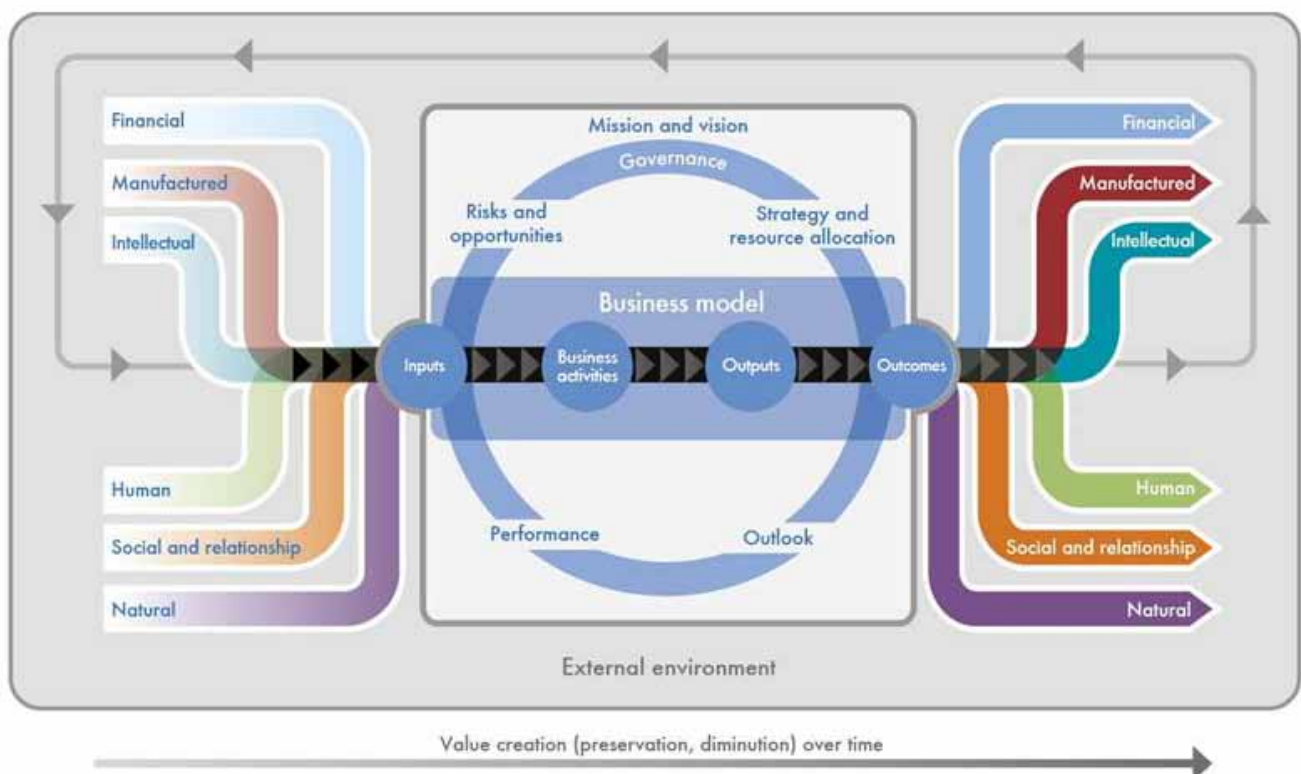 Financial
Manufactured
Intellectual
Human
Social and relationship
Natural
Mission and vision
Governance
Risks and
opportunities
Strategy and
resource allocation
Business model
Inputs
Business
activities
Outputs
Outcomes
Performance
Outlook
Financial
Manufactured
Intellectual
Human
Social and relationship
Natural
External environment
Value creation (preservation, diminution) over time